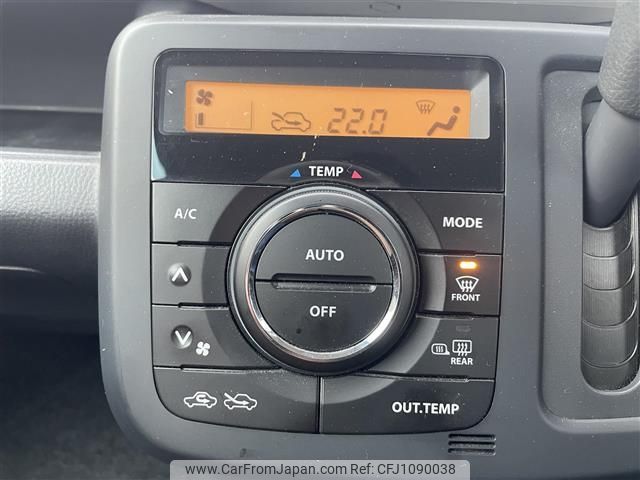 22.0
TEMP
A/C
MODE
AUTO
OFF
FRONT
REAR
OUT.TEMP
www.CarFromJapan.com - REF:CFJ1090038